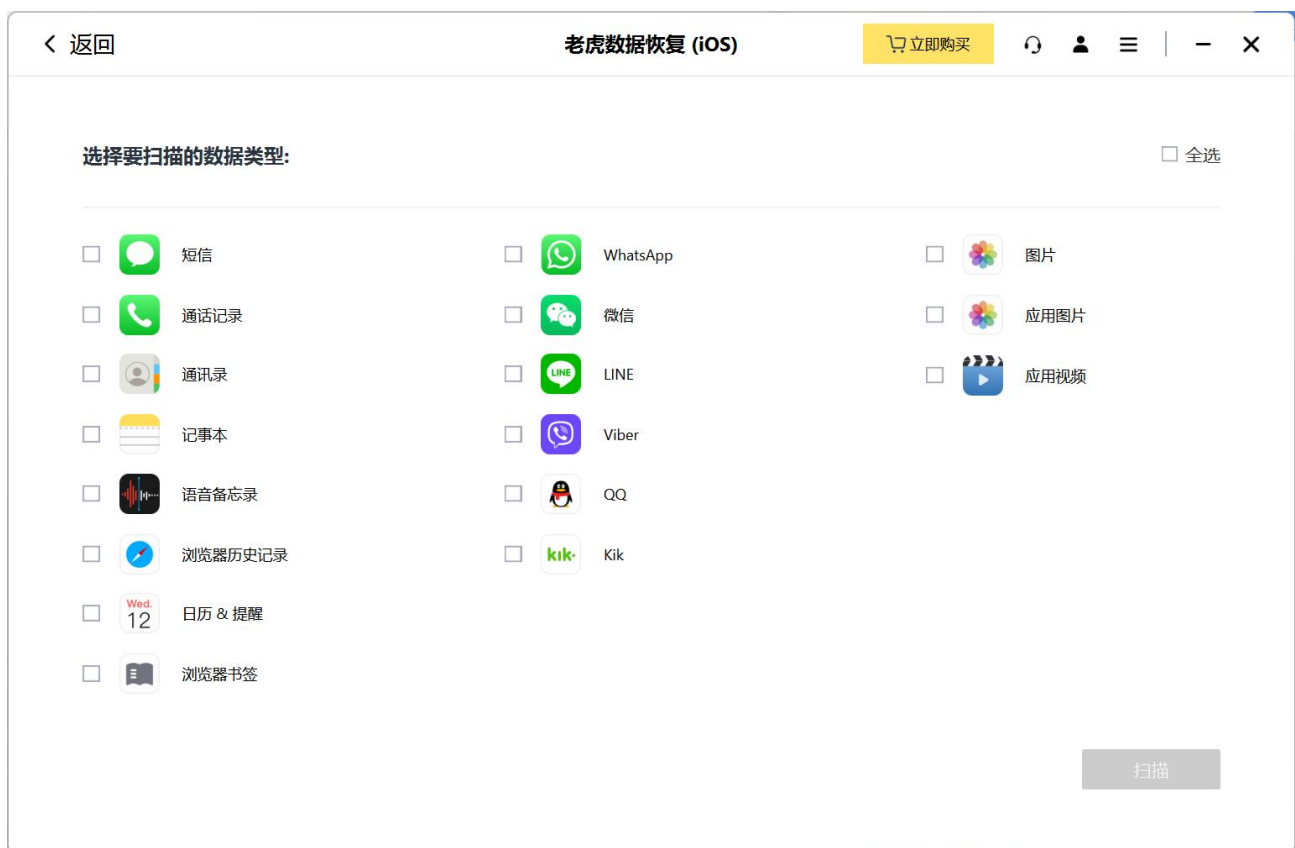 返回
老虎数据恢复 (iOS)
立即购买
选择要扫描的数据类型:
全选
短信
WhatsApp
图片
通话记录
微信
应用图片
通讯录
LINE
LINE
应用视频
记事本
Viber
语音备忘录
QQ
浏览器历史记录
kik·
Kik
Wed.
12
日历 & 提醒
浏览器书签
扫描